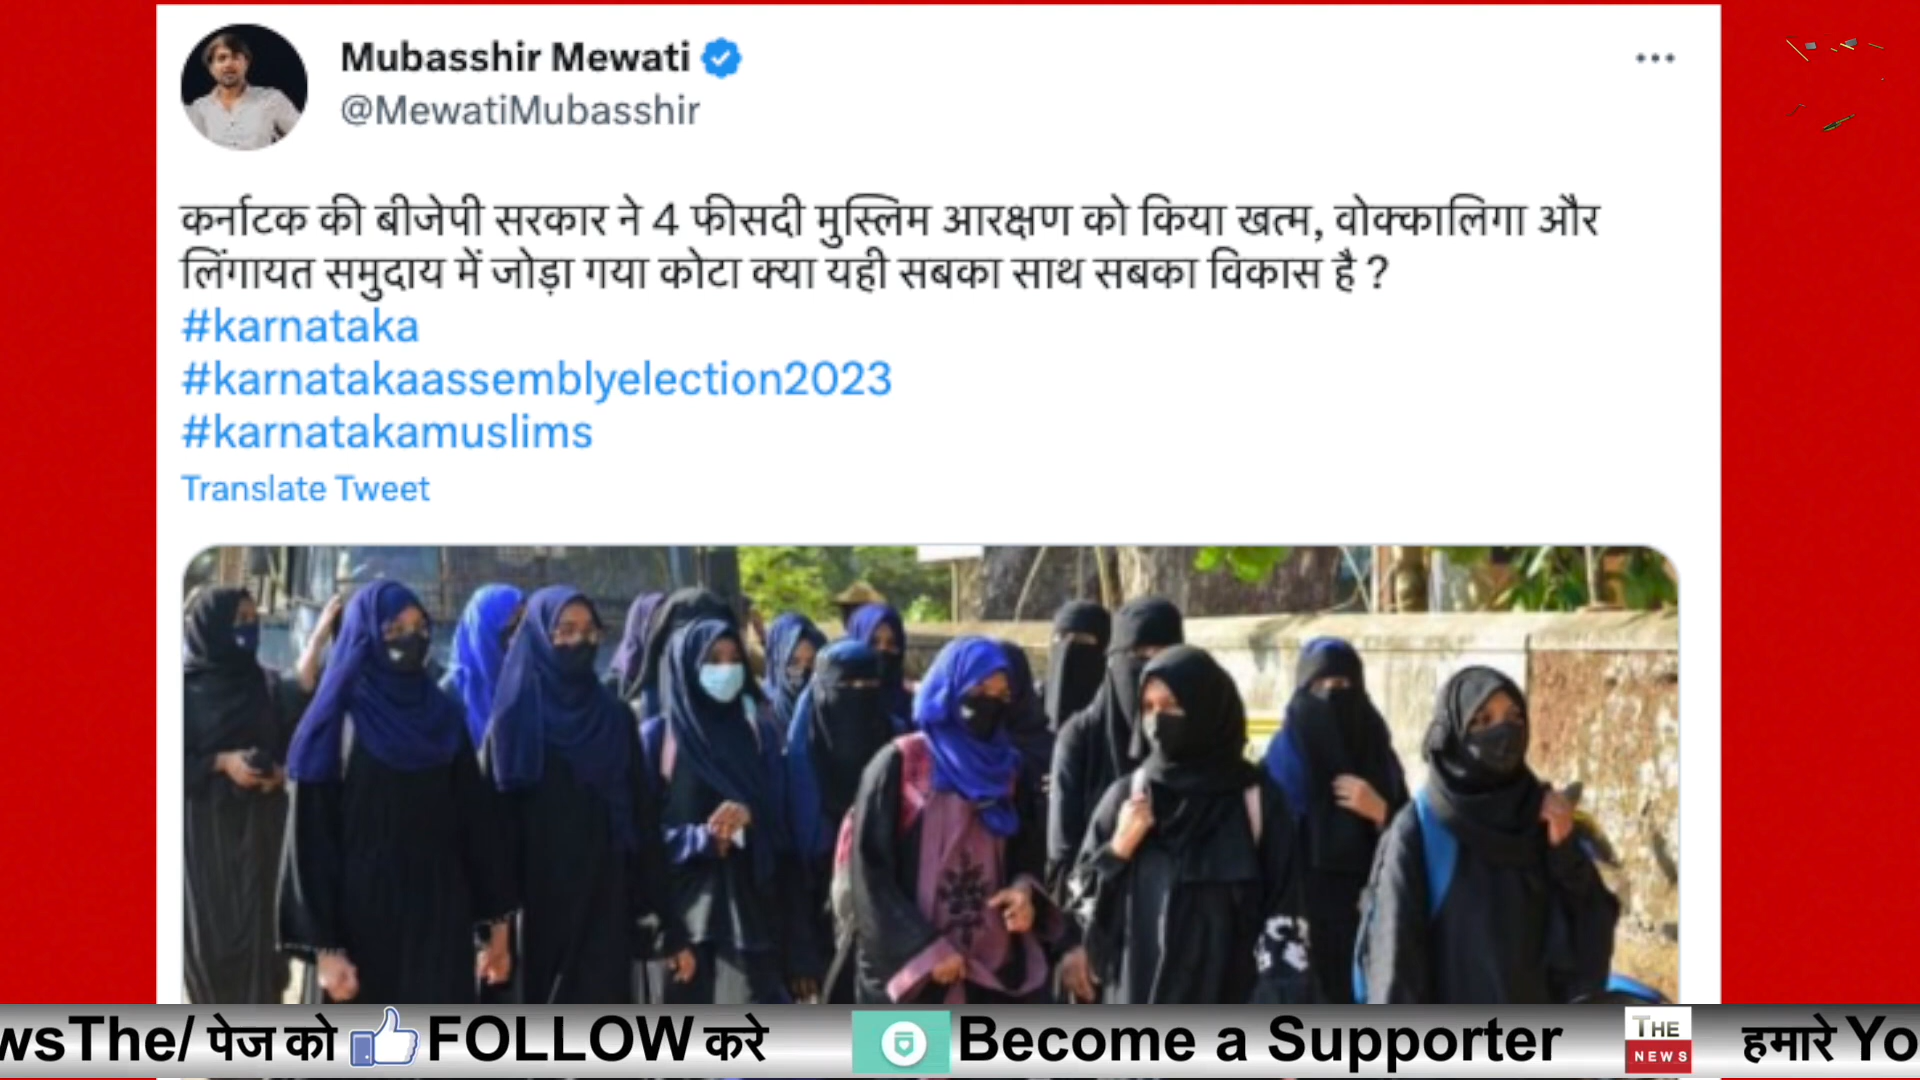 Mubasshir Mewati
@MewatiMubasshir
कर्नाटक की बीजेपी सरकार ने 4 फीसदी मुस्लिम आरक्षण को किया खत्म, वोक्कालिगा और
लिंगायत समुदाय में जोड़ा गया कोटा क्या यही सबका साथ सबका विकास है ?
#karnataka
#karnatakaassemblyelection2023
#karnatakamuslims
Translate Tweet
wsThe/ पेज को FOLLOW करे Become a Supporter THE NEWS हमारे Yo